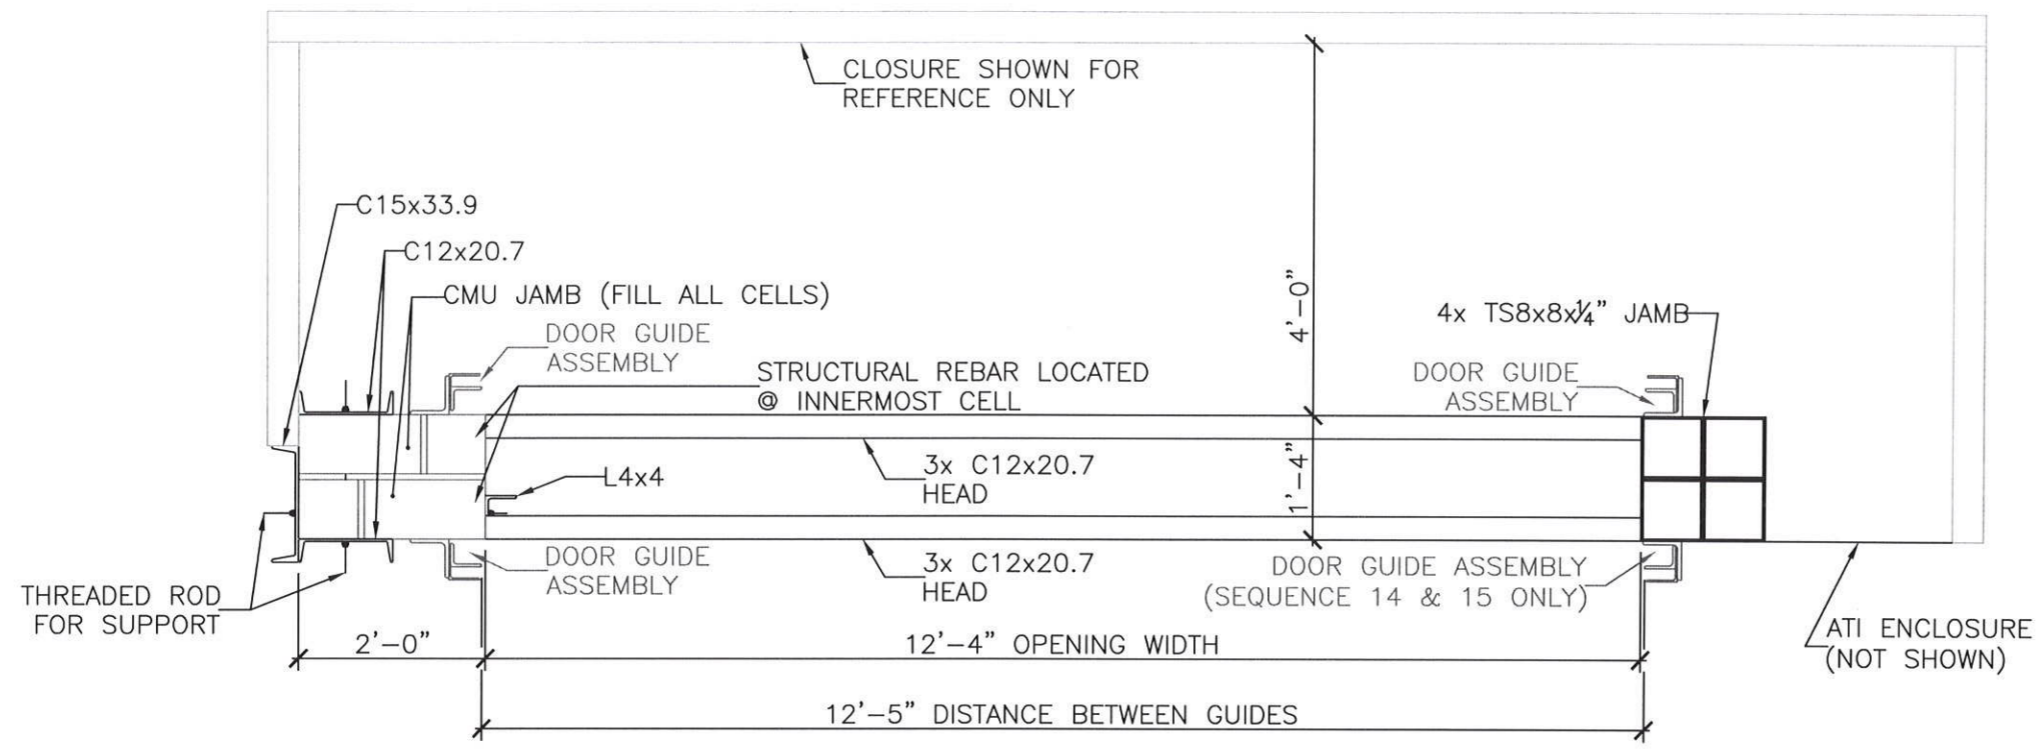 CLOSURE SHOWN FOR
REFERENCE ONLY
C15x33.9
C12x20.7
CMU JAMB (FILL ALL CELLS)
DOOR GUIDE
ASSEMBLY
STRUCTURAL REBAR LOCATED
@ INNERMOST CELL
4'-0"
4x TS8x8x¼" JAMB
DOOR GUIDE
ASSEMBLY
L4x4
3x C12x20.7
HEAD
1'-4"
THREADED ROD
FOR SUPPORT
DOOR GUIDE
ASSEMBLY
3x C12x20.7
HEAD
DOOR GUIDE ASSEMBLY
(SEQUENCE 14 & 15 ONLY)
2'-0"
12'-4" OPENING WIDTH
ATI ENCLOSURE
(NOT SHOWN)
12'-5" DISTANCE BETWEEN GUIDES